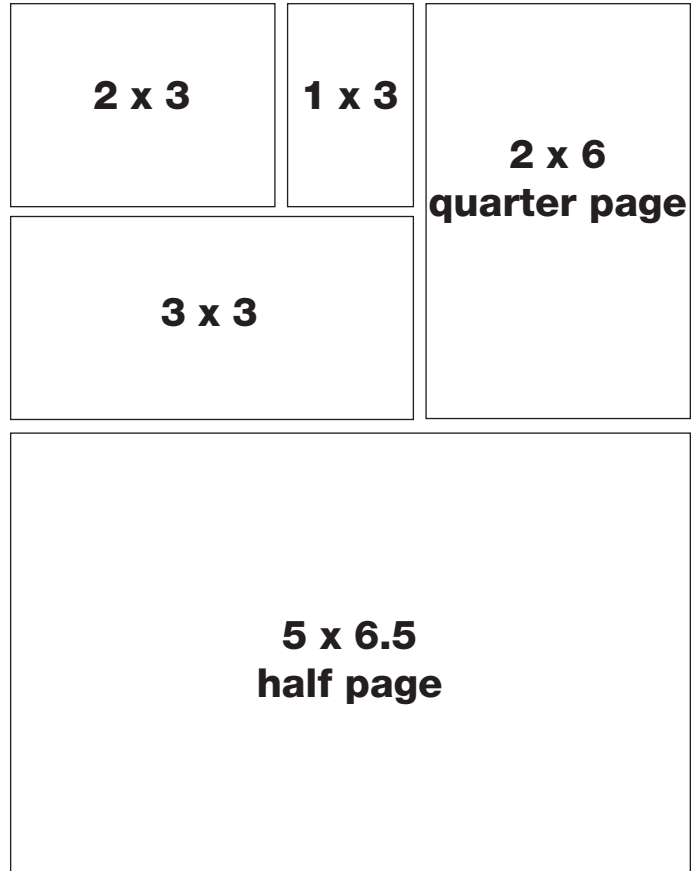 2 x 3
1 x 3
2 x 6
quarter page
3 x 3
5 x 6.5
half page